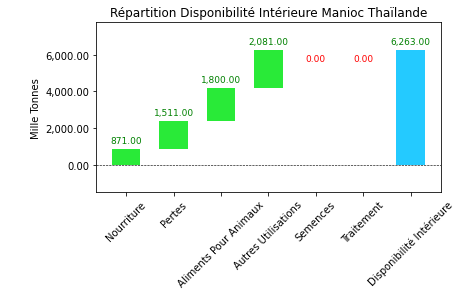 Répartition Disponibilité Intérieure Manioc Thaïlande
Mille Tonnes
6,000.00
4,000.00
2,000.00
0.00
871.00
1,511.00
1,800.00
2,081.00
0.00
0.00
6,263.00
Nourriture
Pertes
Aliments Pour Animaux
Autres Utilisations
Semences
Traitement
Disponibilité Intérieure